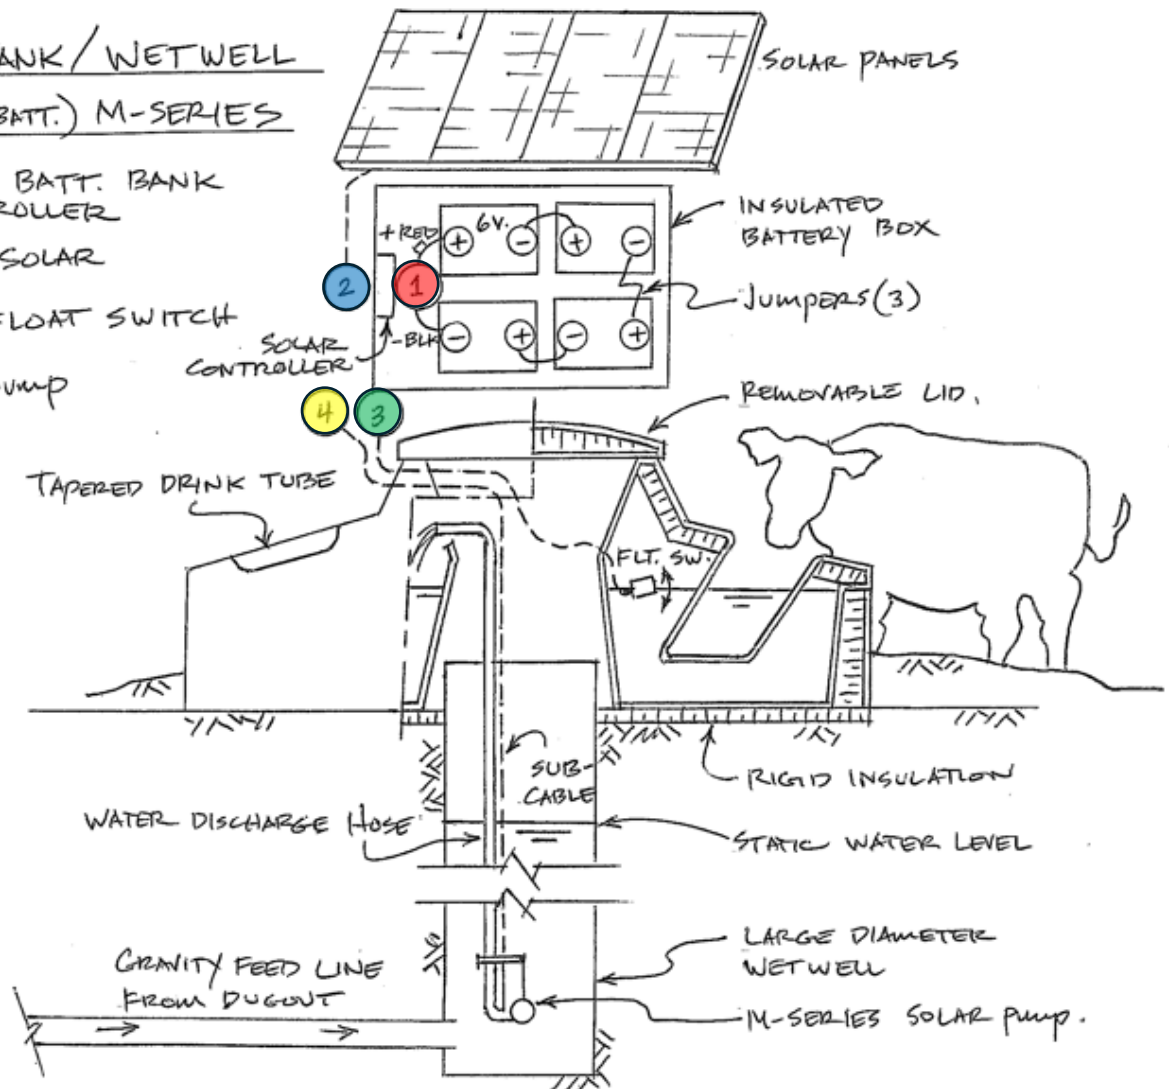 ANK / WETWELL
BATT.) M-SERIES
BATT. BANK
ROLLER
SOLAR
FLOAT SWITCH
ump
SOLAR PANELS
+ RED
6V.
+
-
+
-
INSULATED
BATTERY BOX
2
1
JUMPERS (3)
SOLAR
CONTROLLER
-BLK
-
+
-
+
4
3
REMOVABLE LID.
TAPERED DRINK TUBE
FLT. SW.
SUB-
CABLE
RIGID INSULATION
WATER DISCHARGE HOSE
STATIC WATER LEVEL
GRAVITY FEED LINE
FROM DUGOUT
LARGE DIAMETER
WETWELL
M-SERIES SOLAR PUMP.